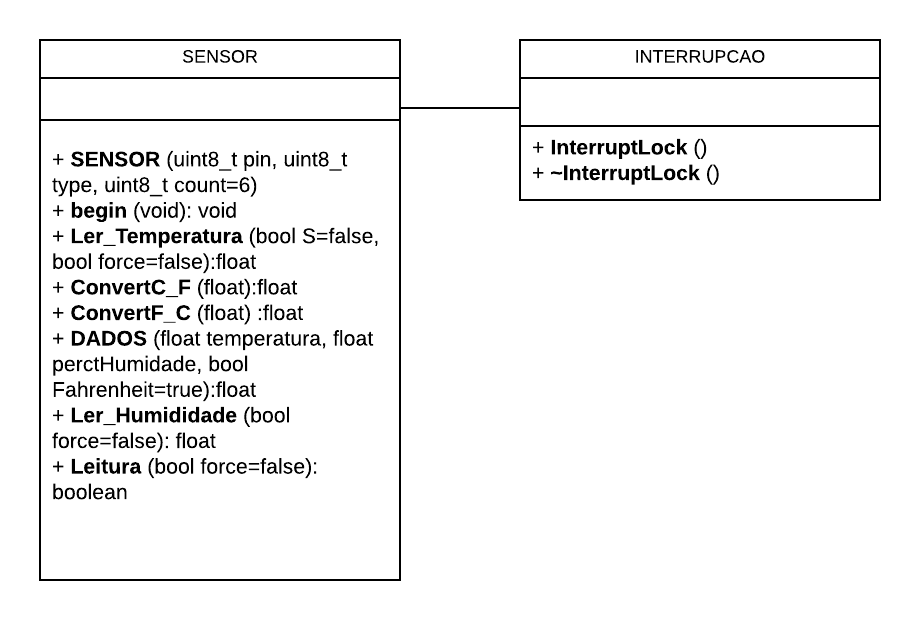 SENSOR
+ SENSOR (uint8_t pin, uint8_t
type, uint8_t count=6)
+ begin (void): void
+ Ler_Temperatura (bool S=false,
bool force=false):float
+ ConvertC_F (float):float
+ ConvertF_C (float) :float
+ DADOS (float temperatura, float
perctHumidade, bool
Fahrenheit=true):float
+ Ler_Humididade (bool
force=false): float
+ Leitura (bool force=false):
boolean
INTERRUPCAO
+ InterruptLock ()
+ ~InterruptLock ()